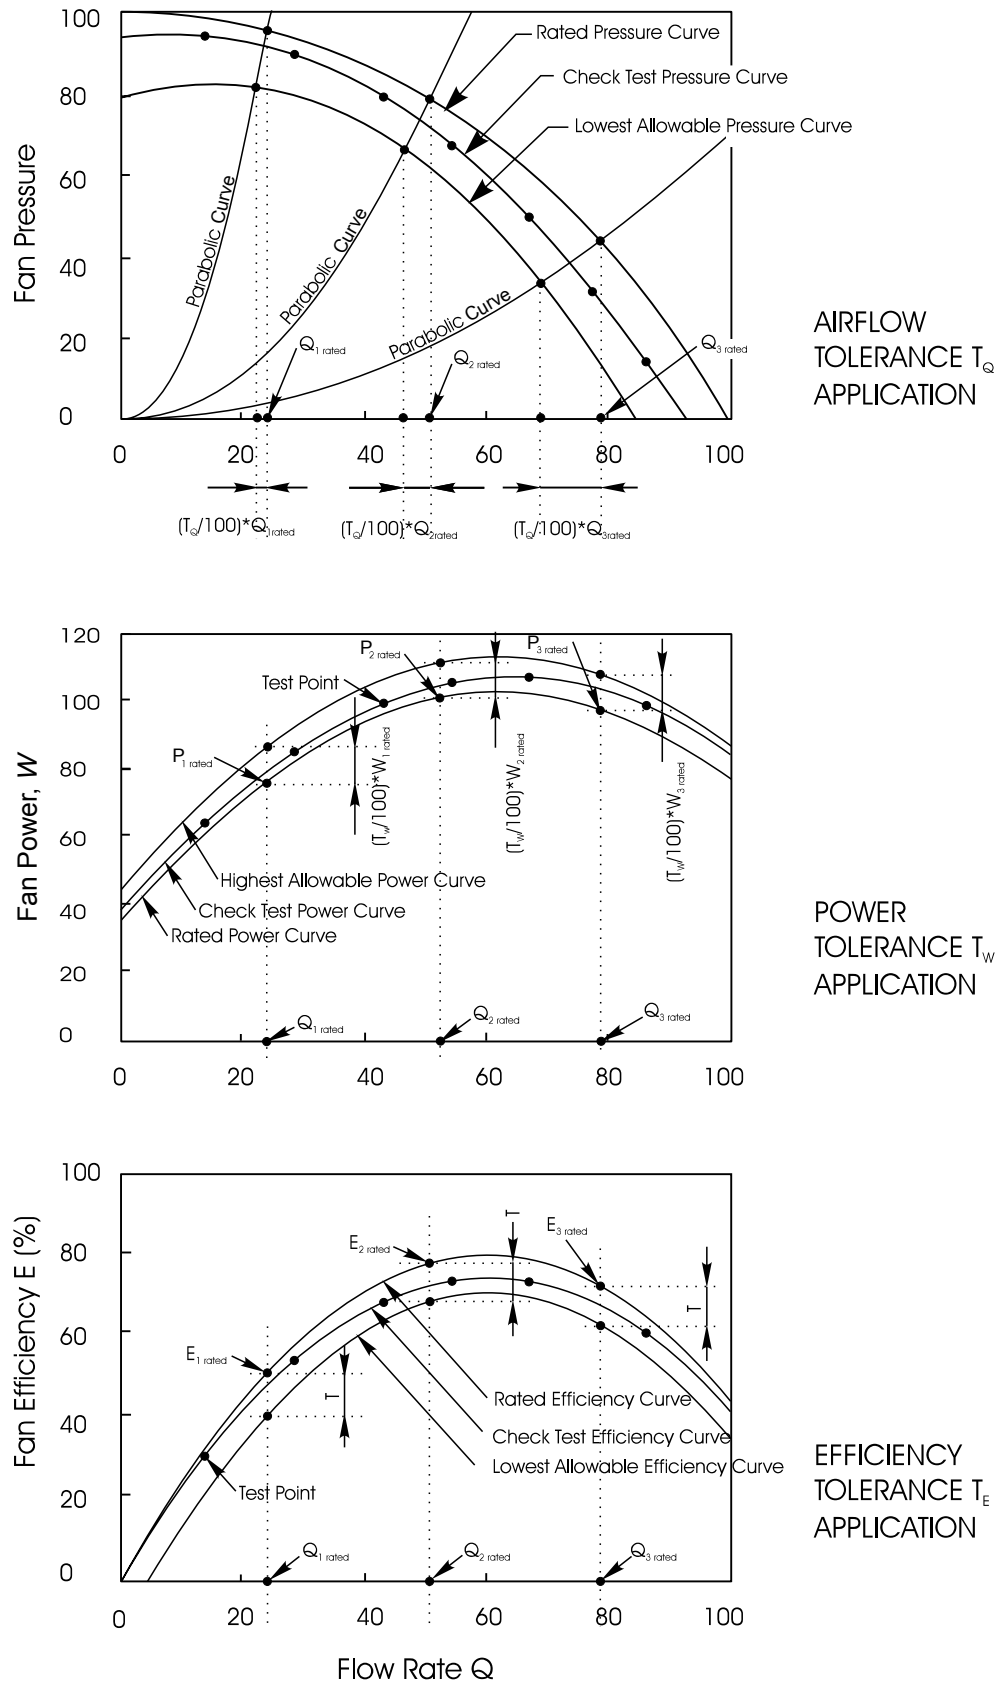 100
80
60
40
20
0
Fan Pressure
Rated Pressure Curve
Check Test Pressure Curve
Lowest Allowable Pressure Curve
Parabolic Curve
Parabolic Curve
Parabolic Curve
Q1 rated
Q2 rated
Q3 rated
0 20 40 60 80 100
(TQ/100)*Q1rated
(TQ/100)*Q2rated
(TQ/100)*Q3rated
AIRFLOW
TOLERANCE TQ
APPLICATION
120
100
80
60
40
20
0
Fan Power, W
P1 rated
P2 rated
P3 rated
Test Point
(Tw/100)*W1 rated
(TW/100)*W2 rated
(TW/100)*W3 rated
Highest Allowable Power Curve
Check Test Power Curve
Rated Power Curve
Q1 rated
Q2 rated
Q3 rated
0 20 40 60 80 100
POWER
TOLERANCE TW
APPLICATION
100
80
60
40
20
0
Fan Efficiency E (%)
E1 rated
E2 rated
E3 rated
T
T
T
Rated Efficiency Curve
Check Test Efficiency Curve
Lowest Allowable Efficiency Curve
Test Point
Q1 rated
Q2 rated
Q3 rated
0 20 40 60 80 100
Flow Rate Q
EFFICIENCY
TOLERANCE TE
APPLICATION